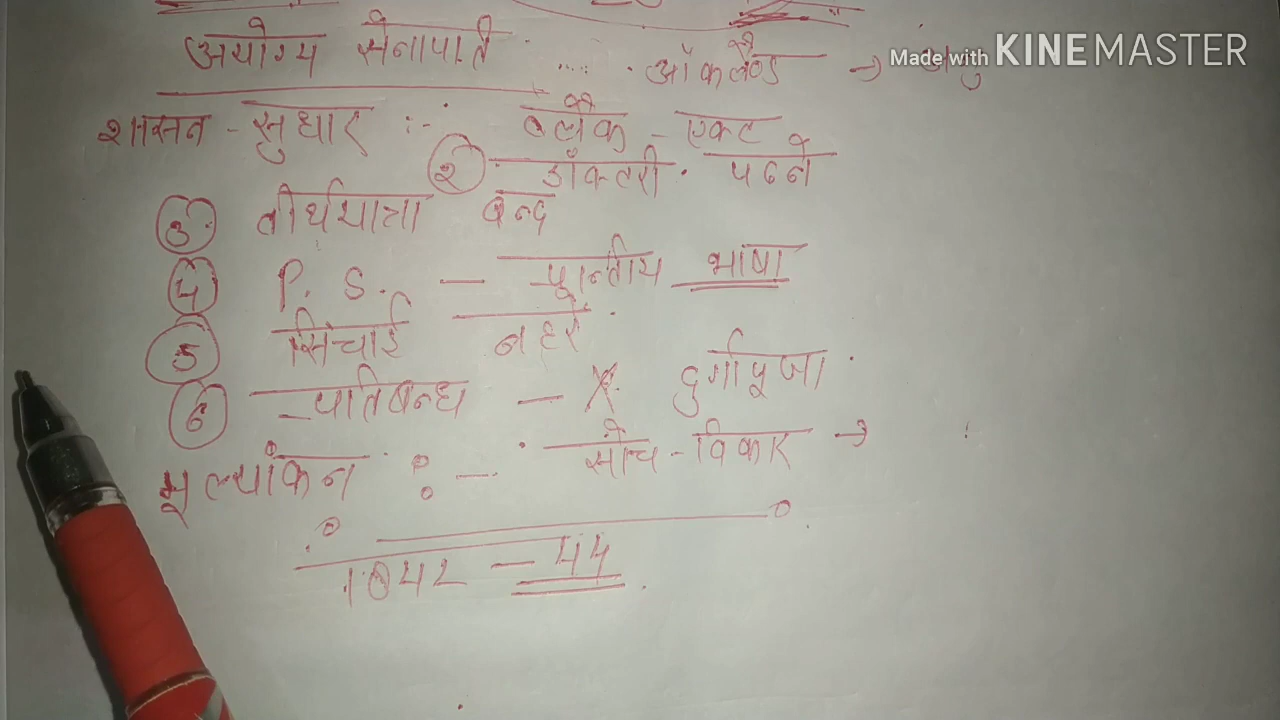 अयोग्य सेनापति .... . ऑकलैण्ड →
Made with KINEMASTER
शासन - सुधार :- ब्लैक - एक्ट
② डॉक्टरी . पढने
③ तीर्थयात्रा बन्द
④ P. S. — प्रान्तीय भाषा
⑤ सिंचाई नहरें .
⑥ प्रतिबन्ध — X दुर्गापूजा .
मूल्यांकन :- . सोच - विकार →
1842 — 44 .